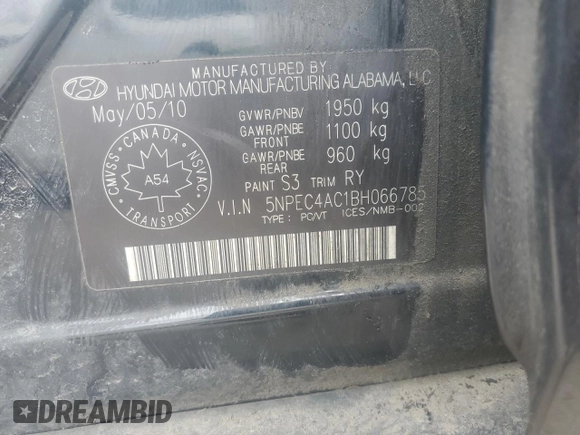 MANUFACTURED BY
HYUNDAI MOTOR MANUFACTURING ALABAMA, LLC
May/05/10
GVWR/PNBV 1950 kg
GAWR/PNBE FRONT 1100 kg
GAWR/PNBE REAR 960 kg
PAINT S3 TRIM RY
V.I.N 5NPEC4AC1BH066785
TYPE : PC/VT ICES/NMB-002
CMVSS CANADA NSVAC
A54
TRANSPORT
DREAMBID